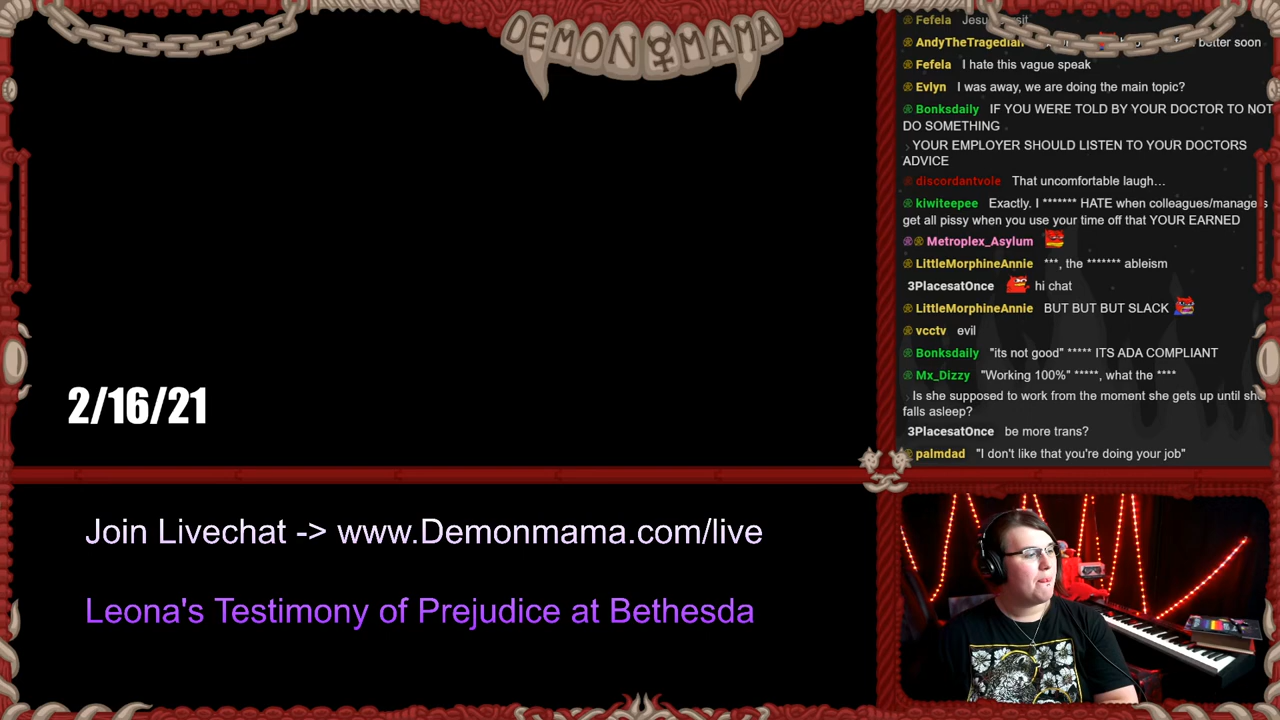 DEMON MAMA
Fefela
AndyTheTragedian better soon
Fefela I hate this vague speak
Evlyn I was away, we are doing the main topic?
Bonksdaily IF YOU WERE TOLD BY YOUR DOCTOR TO NOT
DO SOMETHING
YOUR EMPLOYER SHOULD LISTEN TO YOUR DOCTORS
ADVICE
discordantvole That uncomfortable laugh…
kiwiteepee Exactly. I ******* HATE when colleagues/manage s
get all pissy when you use your time off that YOUR EARNED
Metroplex_Asylum
LittleMorphineAnnie ***, the ******* ableism
3PlacesatOnce hi chat
LittleMorphineAnnie BUT BUT BUT SLACK
vcctv evil
Bonksdaily "its not good" ***** ITS ADA COMPLIANT
Mx_Dizzy "Working 100%" *****, what the ****
Is she supposed to work from the moment she gets up until she
falls asleep?
3PlacesatOnce be more trans?
palmdad "I don't like that you're doing your job"
2/16/21
Join Livechat -> www.Demonmama.com/live
Leona's Testimony of Prejudice at Bethesda